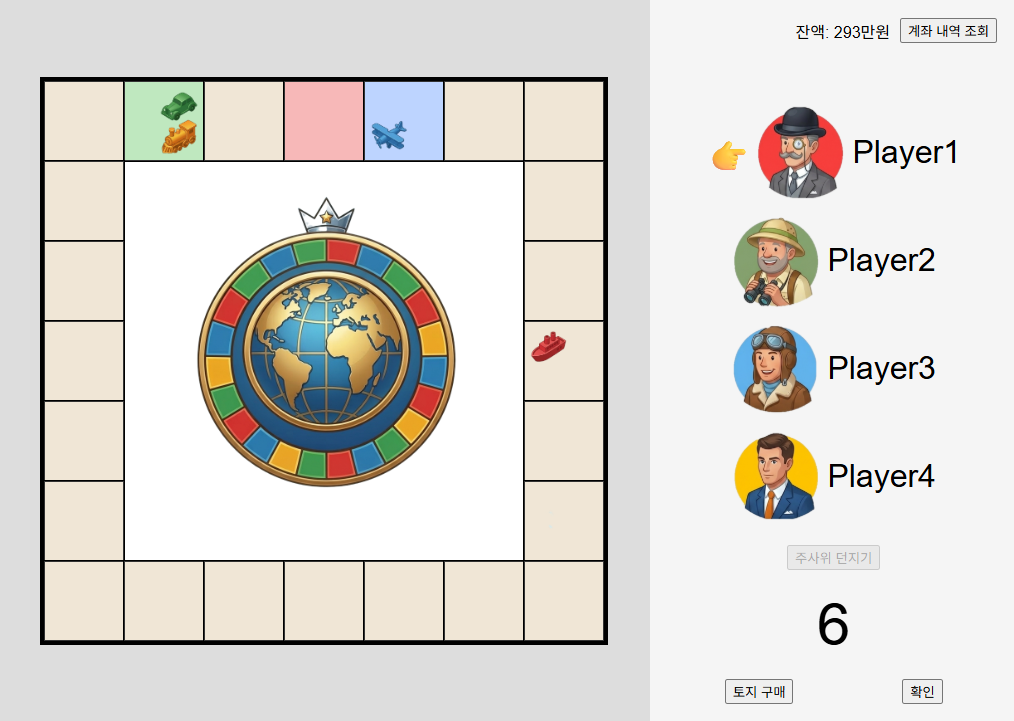 잔액: 293만원 계좌 내역 조회
Player1
Player2
Player3
Player4
주사위 던지기
6
토지 구매 확인